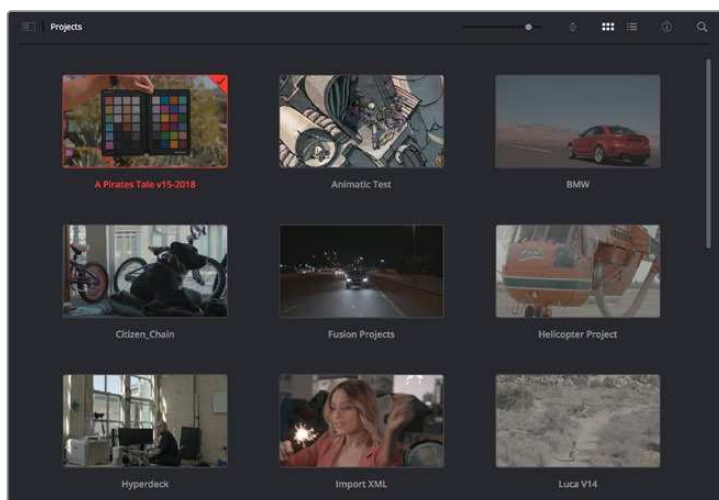 Projects
A Pirates Tale v15-2018
Animatic Test
BMW
Citizen_Chain
Fusion Projects
Helicopter Project
Hyperdeck
Import XML
Luca V14